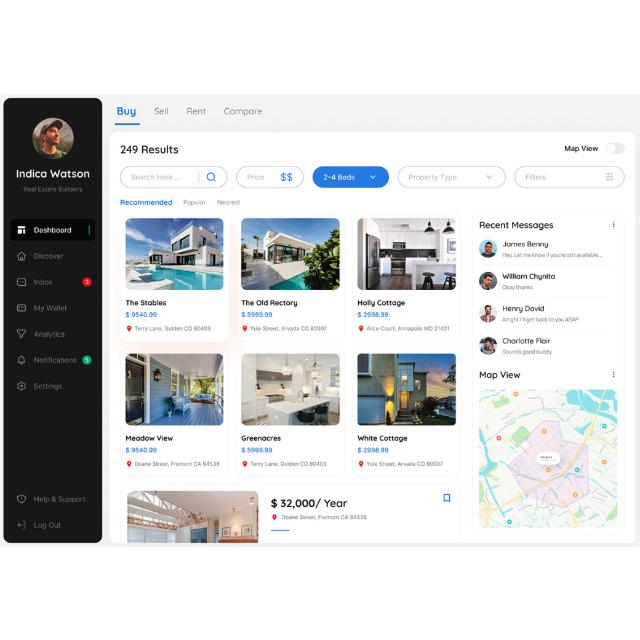 Indica Watson
Real Estate Builders
Dashboard
Discover
Inbox 3
My Wallet
Analytics
Notifications 5
Settings
Help & Support
Log Out
Buy Sell Rent Compare
249 Results
Map View
Search Here....
Price $$
2-4 Beds
Property Type
Filters
Recommended Popular Nearest
The Stables
$ 9540.99
Terry Lane, Golden CO 80403
The Old Rectory
$ 5999.99
Yule Street, Arvada CO 80007
Holly Cottage
$ 2998.99
Alice Court, Annapolis MD 21401
Meadow View
$ 9540.99
Doane Street, Fremont CA 94538
Greenacres
$ 5999.99
Terry Lane, Golden CO 80403
White Cottage
$ 2998.99
Yule Street, Arvada CO 80007
$ 32,000/ Year
Doane Street, Fremont CA 84538
Recent Messages
James Benny
Hey, Let me know if you're still available...
William Chynita
Okay thanks
Henry David
Alright I'll get back to you ASAP
Charlotte Flair
Sounds good buddy
Map View